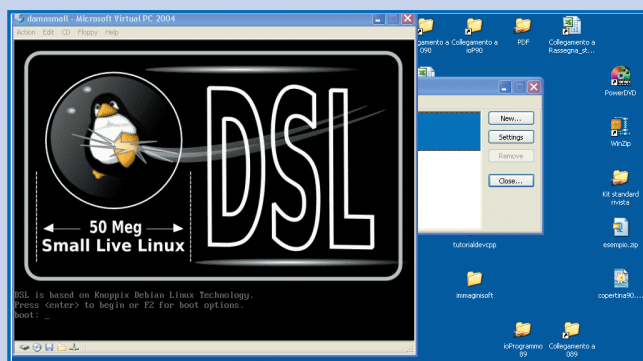 damnsmall - Microsoft Virtual PC 2004
Action Edit CD Floppy Help
DSL
50 Meg
Small Live Linux
DSL is based on Knoppix Debian Linux Technology.
Press <enter> to begin or F2 for boot options.
boot: _
New...
Settings
Remove
Close...
Collegamento a
ioP90
PDF
Collegamento a
Rassegna_st...
090
PowerDVD
WinZip
Kit standard
rivista
tutorialdevcpp
esempio.zip
immaginisoft
copertina90....
ioProgrammo
89
Collegamento a
089